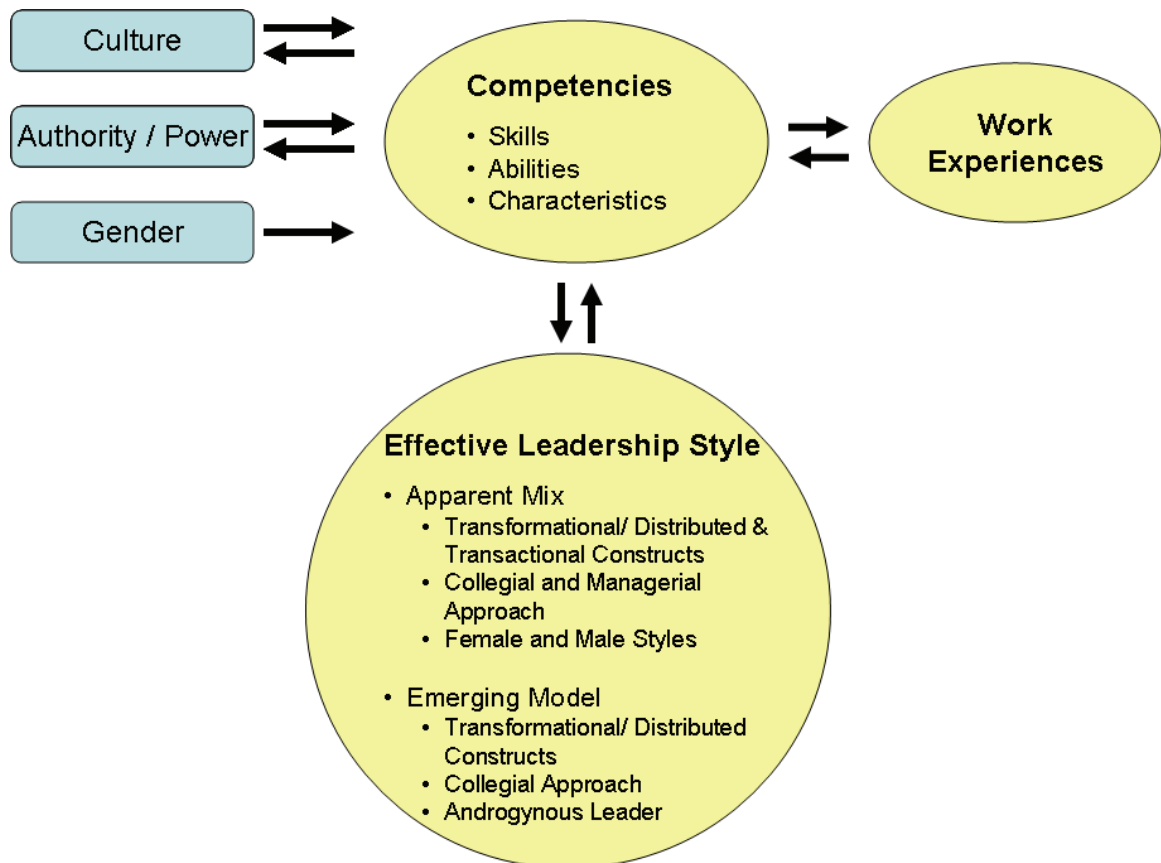 Culture
Authority / Power
Gender
Competencies
• Skills
• Abilities
• Characteristics
Work
Experiences
Effective Leadership Style
• Apparent Mix
• Transformational/ Distributed &
Transactional Constructs
• Collegial and Managerial
Approach
• Female and Male Styles
• Emerging Model
• Transformational/ Distributed
Constructs
• Collegial Approach
• Androgynous Leader